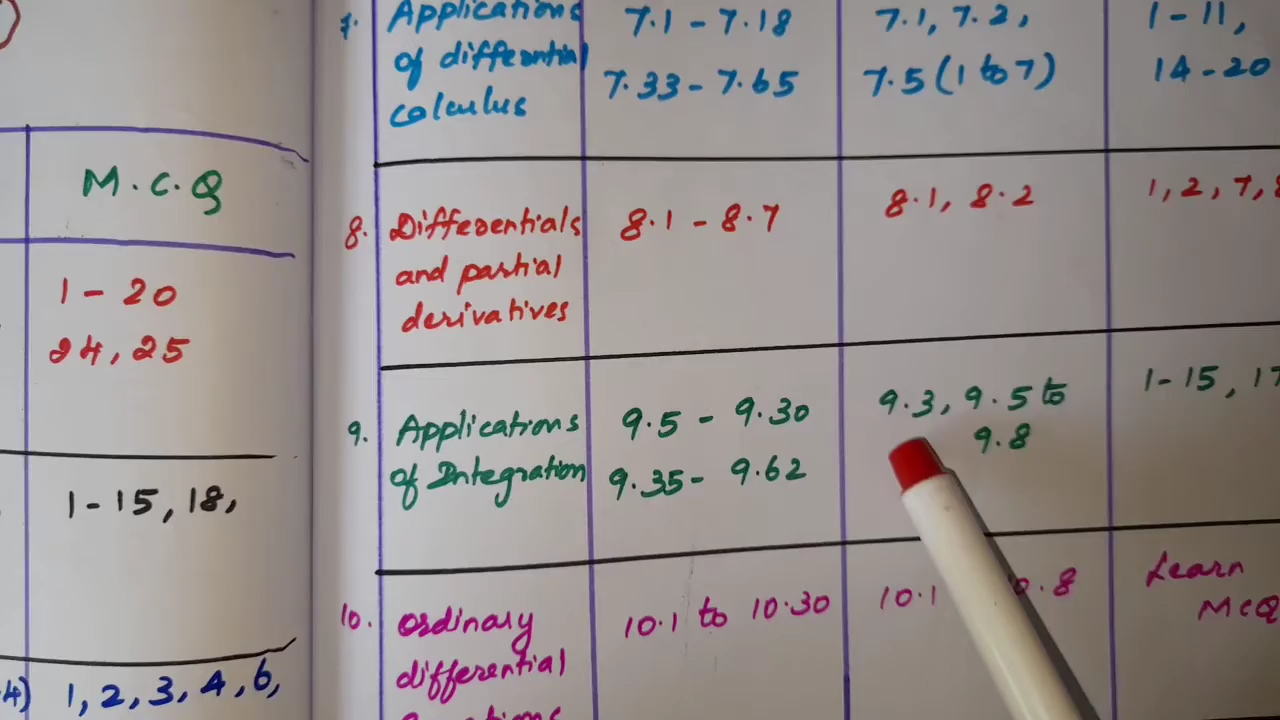 M.C.Q
1 - 20
24, 25
1 - 15, 18,
4) 1, 2, 3, 4, 6,
7. Applications 7.1 - 7.18 7.1, 7.2, 1 - 11,
of differential 7.33 - 7.65 7.5 (1 to 7) 14 - 20
calculus
8. Differentials 8.1 - 8.7 8.1, 8.2 1, 2, 7,
and partial
derivatives
9. Applications 9.5 - 9.30 9.3, 9.5 to 1 - 15, 17
of Integration 9.35 - 9.62 9.8
10. Ordinary 10.1 to 10.30 10.1 Learn
differential MCQ